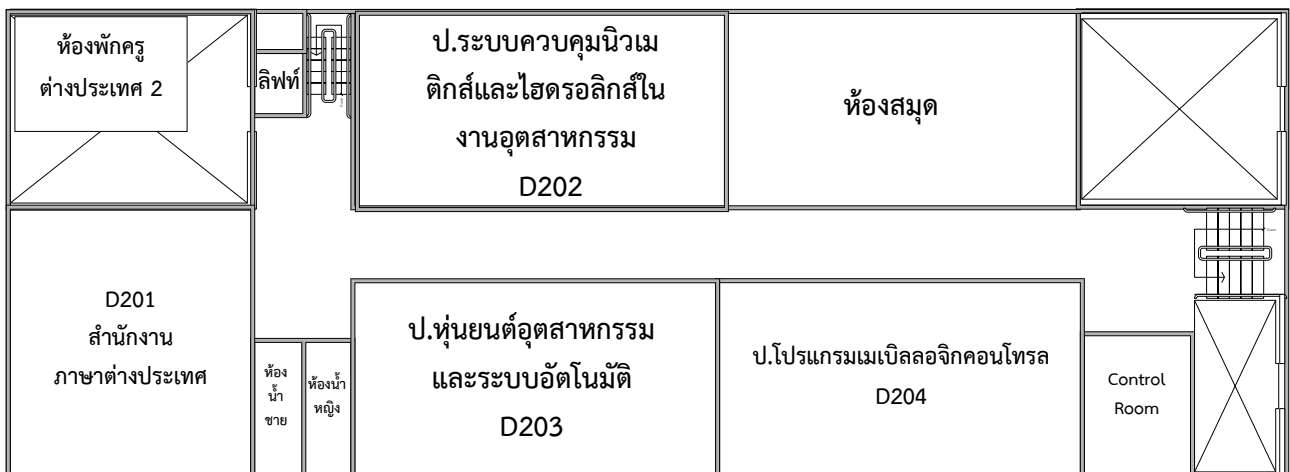 ห้องพักครู
ต่างประเทศ 2
ลิฟท์
ป.ระบบควบคุมนิวเม
ติกส์และไฮดรอลิกส์ใน
งานอุตสาหกรรม
D202
ห้องสมุด
D201
สำนักงาน
ภาษาต่างประเทศ
ห้อง
น้ำ
ชาย
ห้องน้ำ
หญิง
ป.หุ่นยนต์อุตสาหกรรม
และระบบอัตโนมัติ
D203
ป.โปรแกรมเมเบิลลอจิกคอนโทรล
D204
Control
Room